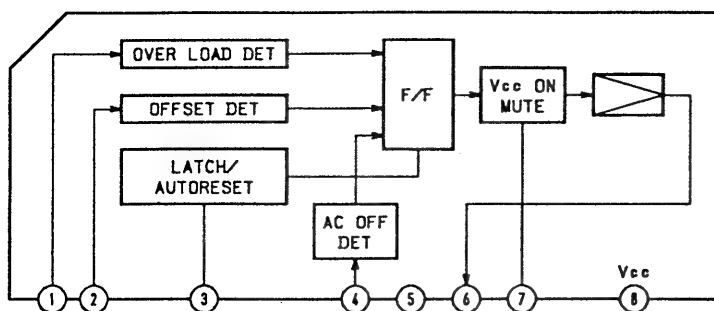 OVER LOAD DET
OFFSET DET
LATCH/
AUTORESET
F/F
Vcc ON
MUTE
AC OFF
DET
Vcc
1 2 3 4 5 6 7 8